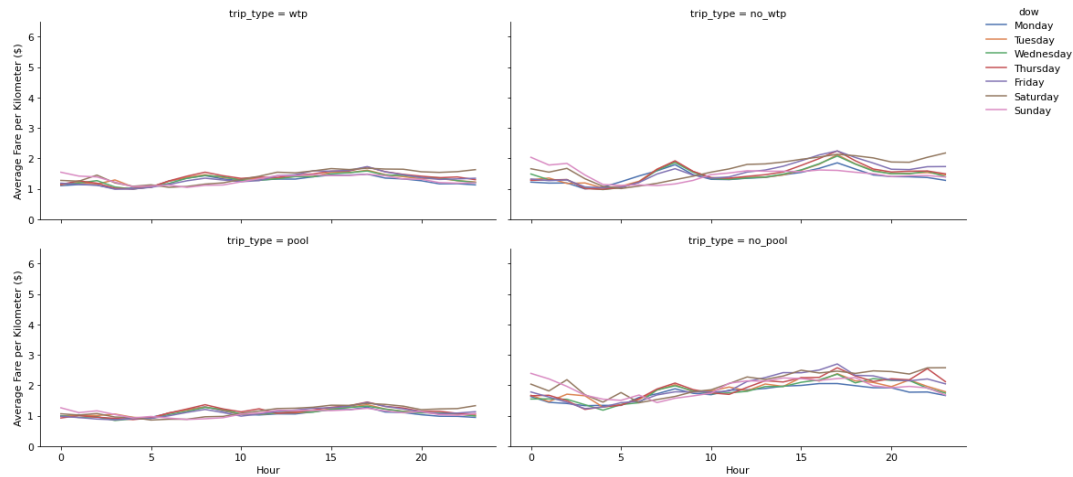 trip_type = wtp
trip_type = no_wtp
dow
Monday
Tuesday
Wednesday
Thursday
Friday
Saturday
Sunday
Average Fare per Kilometer ($)
6
5
4
3
2
1
0
trip_type = pool
trip_type = no_pool
Average Fare per Kilometer ($)
6
5
4
3
2
1
0
0 5 10 15 20
0 5 10 15 20
Hour
Hour